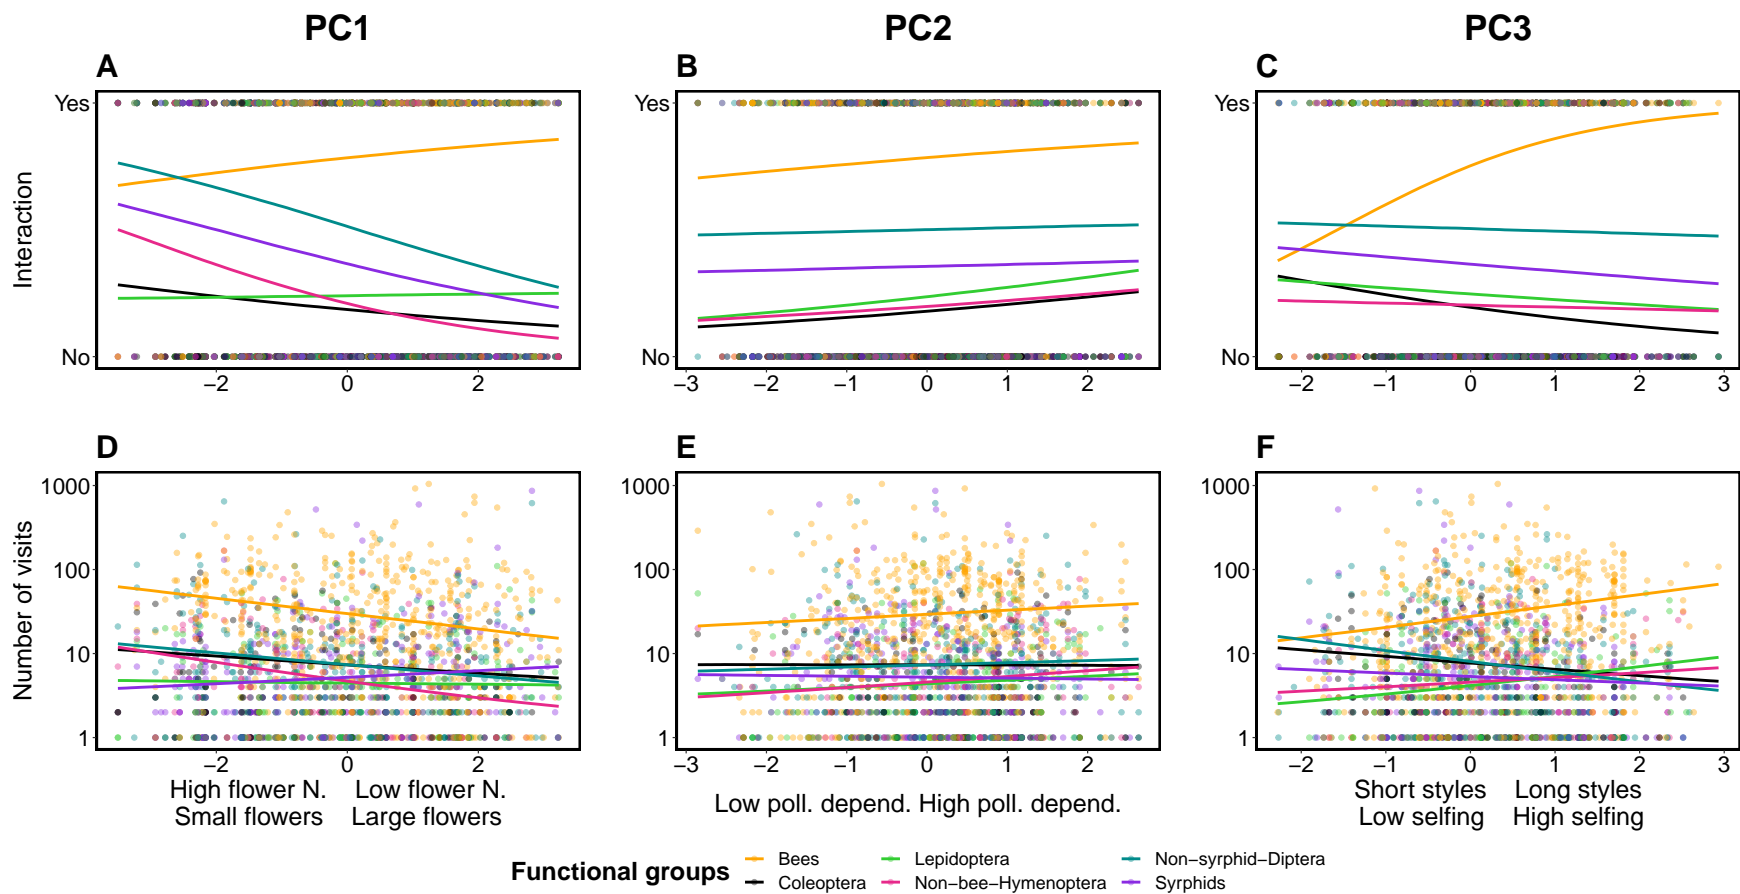 PC1 PC2 PC3
A B C
Yes Yes Yes
Interaction
No No No
−2 0 2 −3 −2 −1 0 1 2 −2 −1 0 1 2 3
D E F
1000 1000 1000
100 100 100
Number of visits
10 10 10
1 1 1
−2 0 2 −3 −2 −1 0 1 2 −2 −1 0 1 2 3
High flower N. Low flower N. Low poll. depend. High poll. depend. Short styles Long styles
Small flowers Large flowers Low selfing High selfing
Functional groups
Bees Lepidoptera Non−syrphid−Diptera
Coleoptera Non−bee−Hymenoptera Syrphids